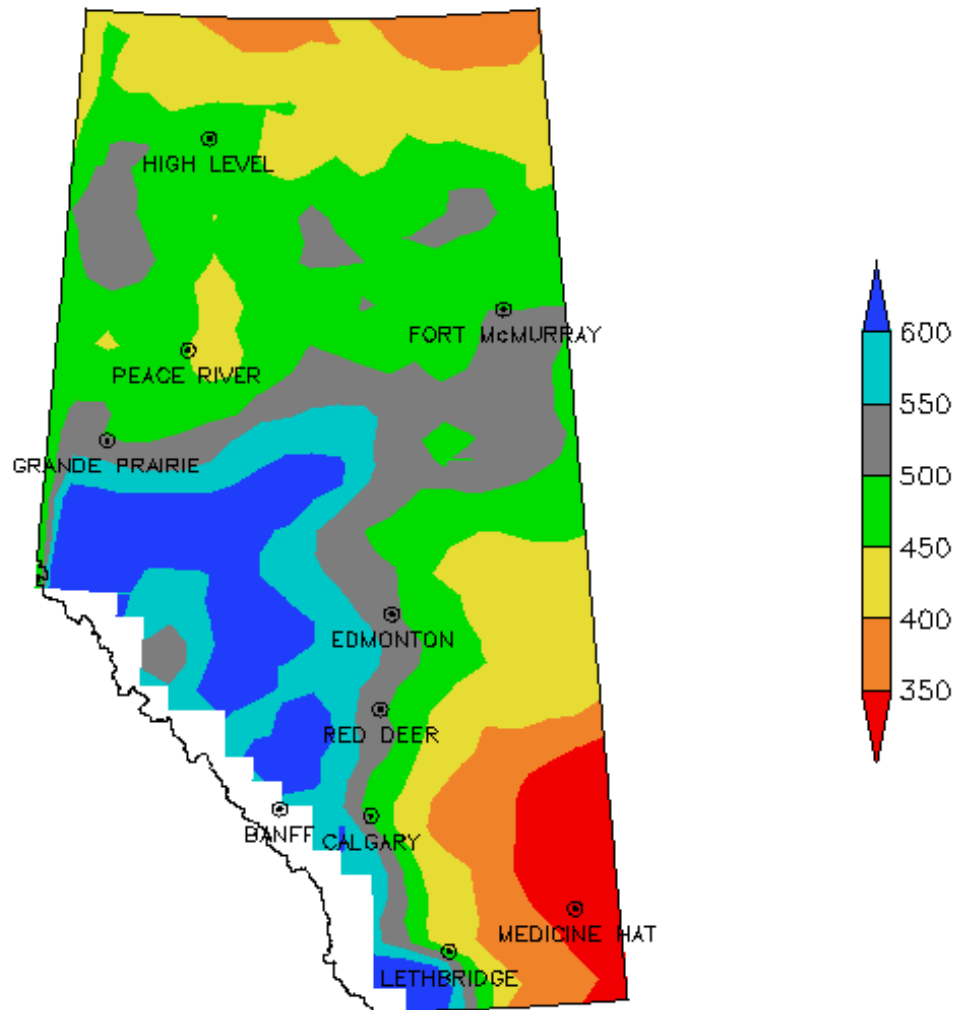 HIGH LEVEL
600
FORT McMURRAY
PEACE RIVER
550
GRANDE PRAIRIE
500
450
400
EDMONTON
350
RED DEER
BANFF
CALGARY
MEDICINE HAT
LETHBRIDGE